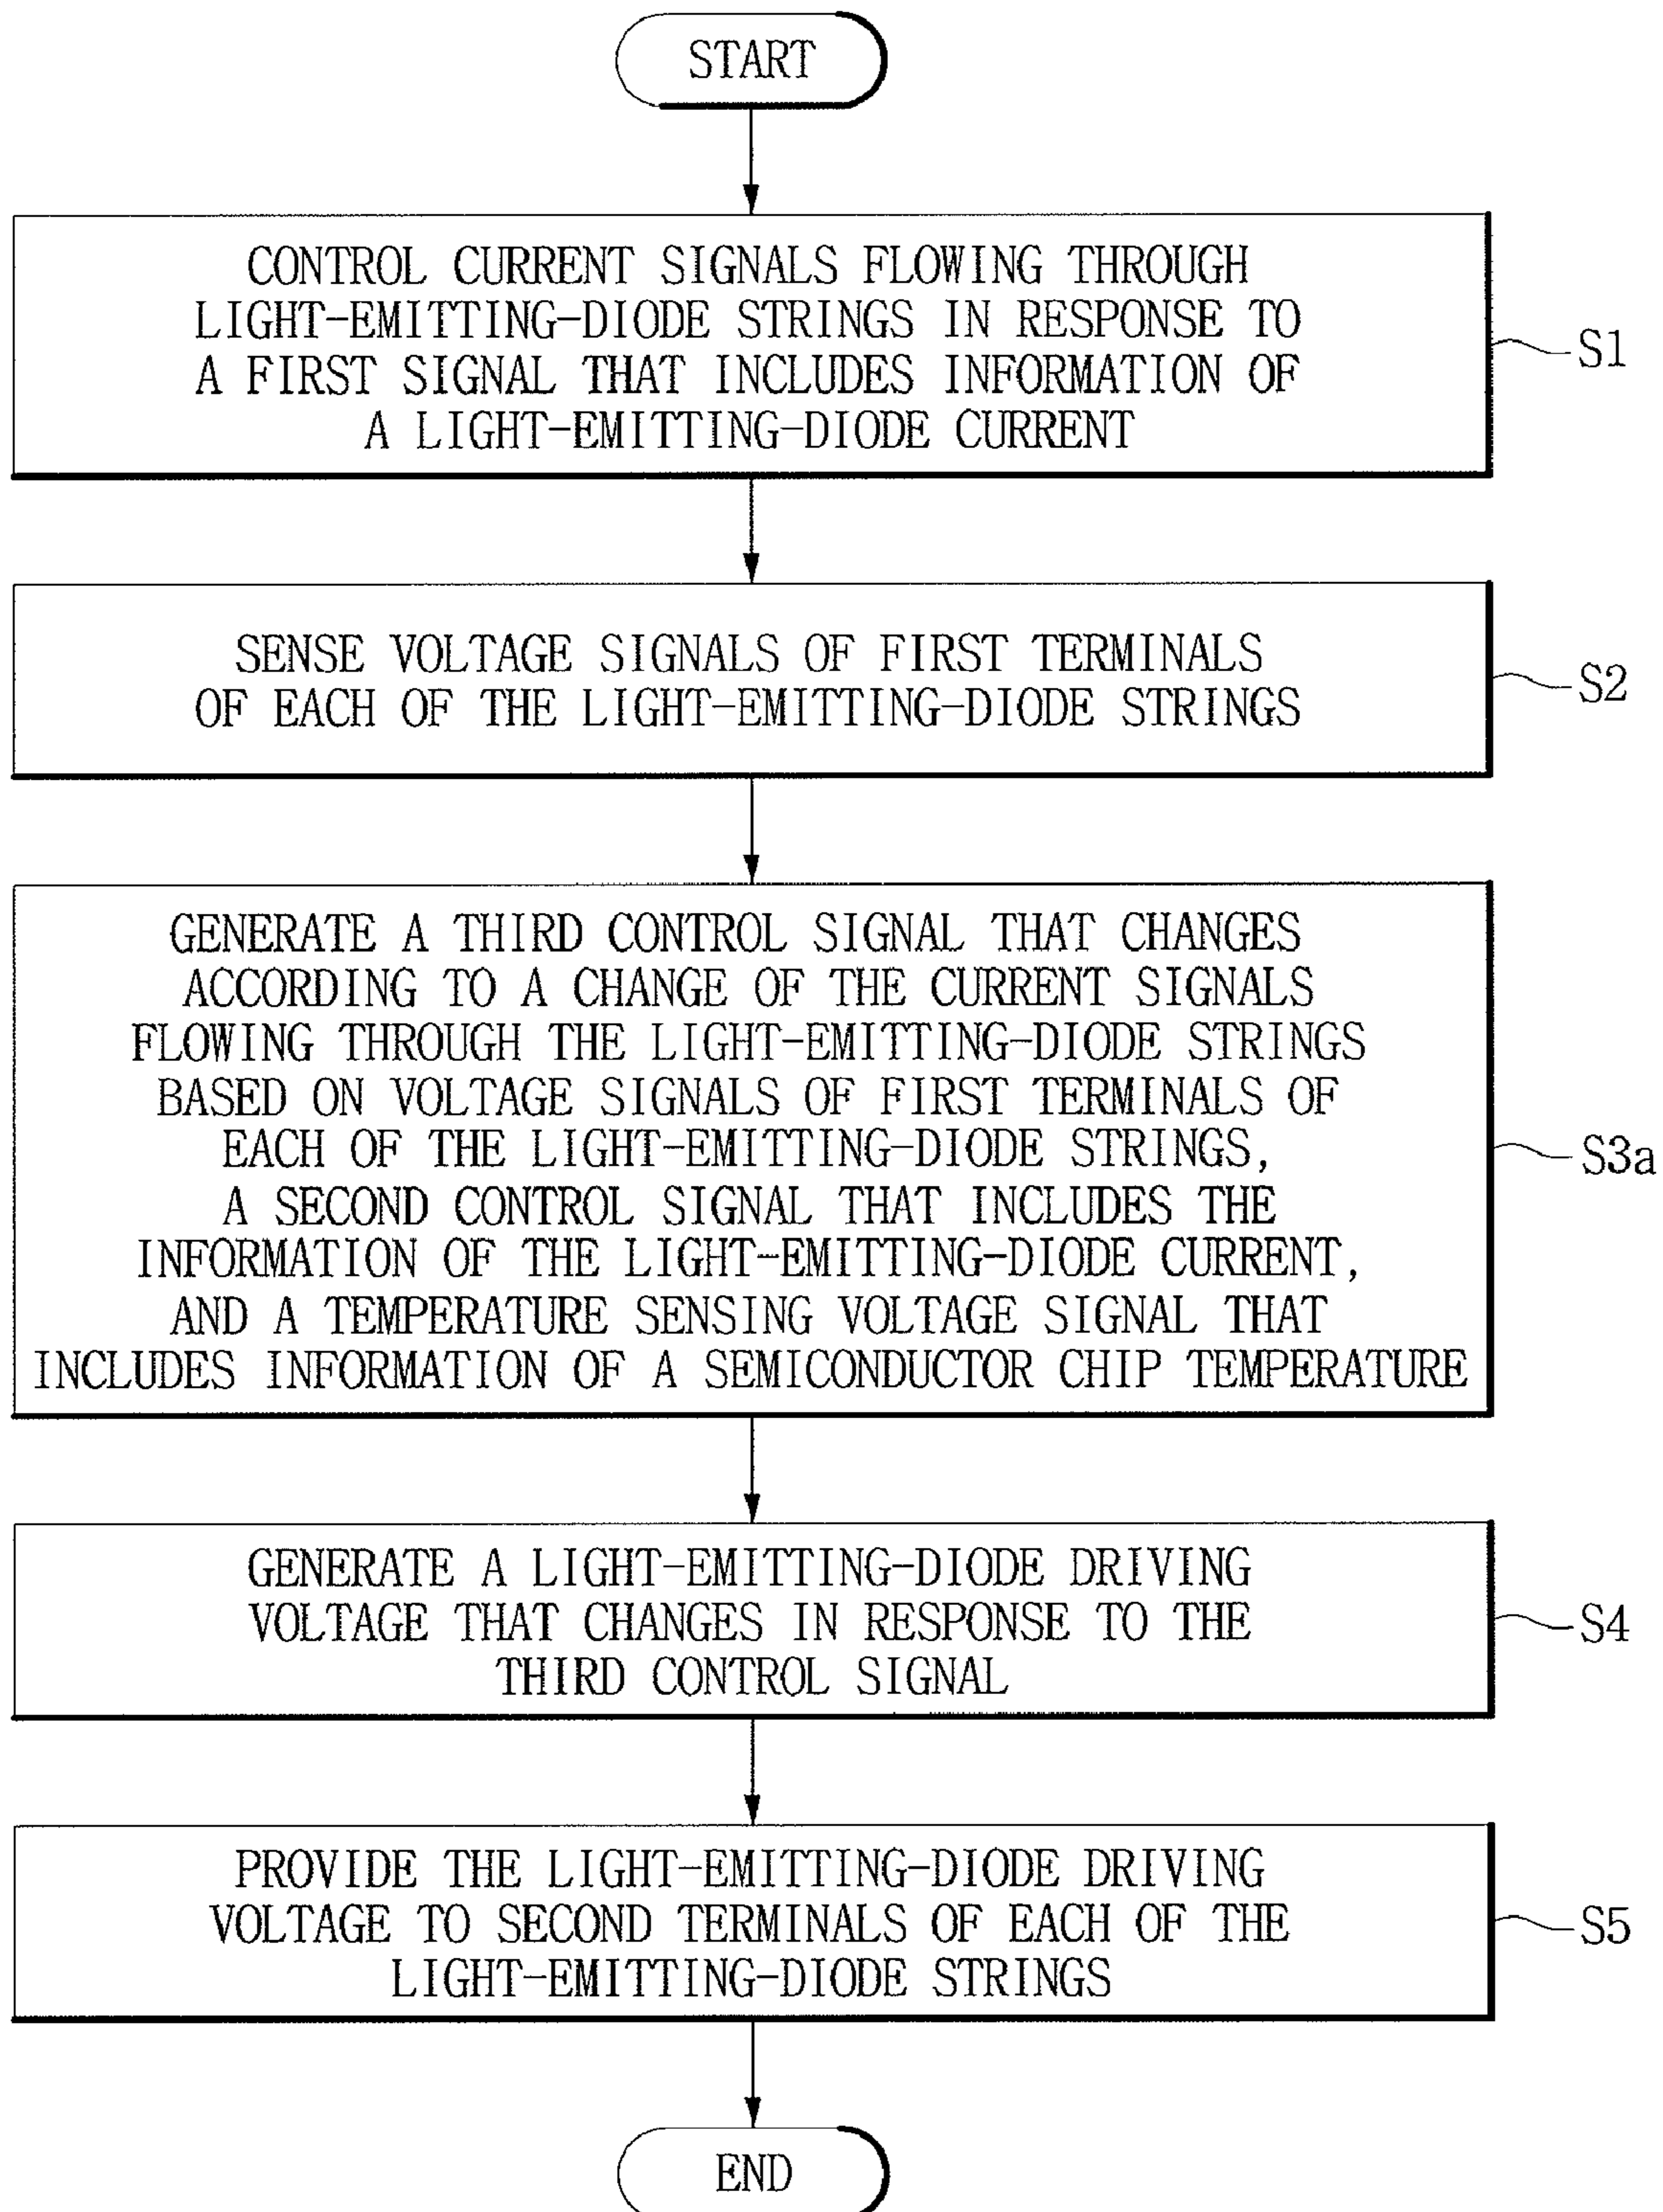 START
CONTROL CURRENT SIGNALS FLOWING THROUGH
LIGHT-EMITTING-DIODE STRINGS IN RESPONSE TO
A FIRST SIGNAL THAT INCLUDES INFORMATION OF
A LIGHT-EMITTING-DIODE CURRENT
S1
SENSE VOLTAGE SIGNALS OF FIRST TERMINALS
OF EACH OF THE LIGHT-EMITTING-DIODE STRINGS
S2
GENERATE A THIRD CONTROL SIGNAL THAT CHANGES
ACCORDING TO A CHANGE OF THE CURRENT SIGNALS
FLOWING THROUGH THE LIGHT-EMITTING-DIODE STRINGS
BASED ON VOLTAGE SIGNALS OF FIRST TERMINALS OF
EACH OF THE LIGHT-EMITTING-DIODE STRINGS,
A SECOND CONTROL SIGNAL THAT INCLUDES THE
INFORMATION OF THE LIGHT-EMITTING-DIODE CURRENT,
AND A TEMPERATURE SENSING VOLTAGE SIGNAL THAT
INCLUDES INFORMATION OF A SEMICONDUCTOR CHIP TEMPERATURE
S3a
GENERATE A LIGHT-EMITTING-DIODE DRIVING
VOLTAGE THAT CHANGES IN RESPONSE TO THE
THIRD CONTROL SIGNAL
S4
PROVIDE THE LIGHT-EMITTING-DIODE DRIVING
VOLTAGE TO SECOND TERMINALS OF EACH OF THE
LIGHT-EMITTING-DIODE STRINGS
S5
END